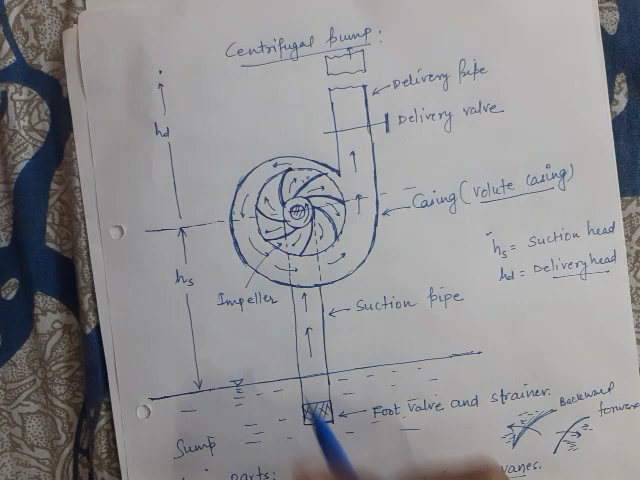 Centrifugal pump:
Delivery pipe
Delivery valve
hd
Casing (volute casing)
hs = Suction head
hd = Delivery head
hs
Impeller
Suction pipe
Foot valve and strainer.
Backward
forward
Sump
parts:
vanes.